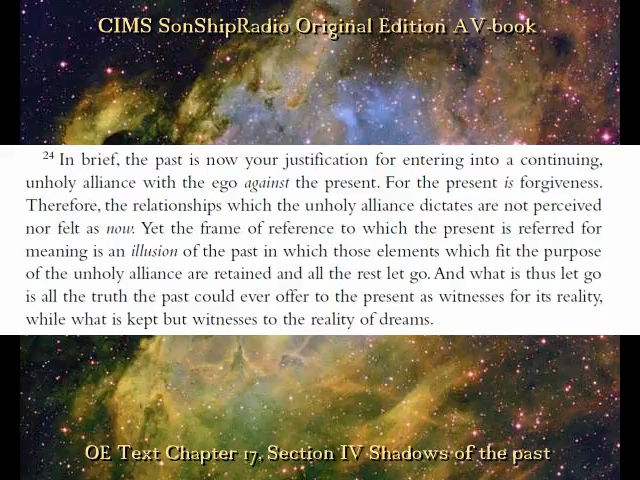 CIMS SonShipRadio Original Edition AV-book
24 In brief, the past is now your justification for entering into a continuing,
unholy alliance with the ego against the present. For the present is forgiveness.
Therefore, the relationships which the unholy alliance dictates are not perceived
nor felt as now. Yet the frame of reference to which the present is referred for
meaning is an illusion of the past in which those elements which fit the purpose
of the unholy alliance are retained and all the rest let go. And what is thus let go
is all the truth the past could ever offer to the present as witnesses for its reality,
while what is kept but witnesses to the reality of dreams.
OE Text Chapter 17, Section IV Shadows of the past